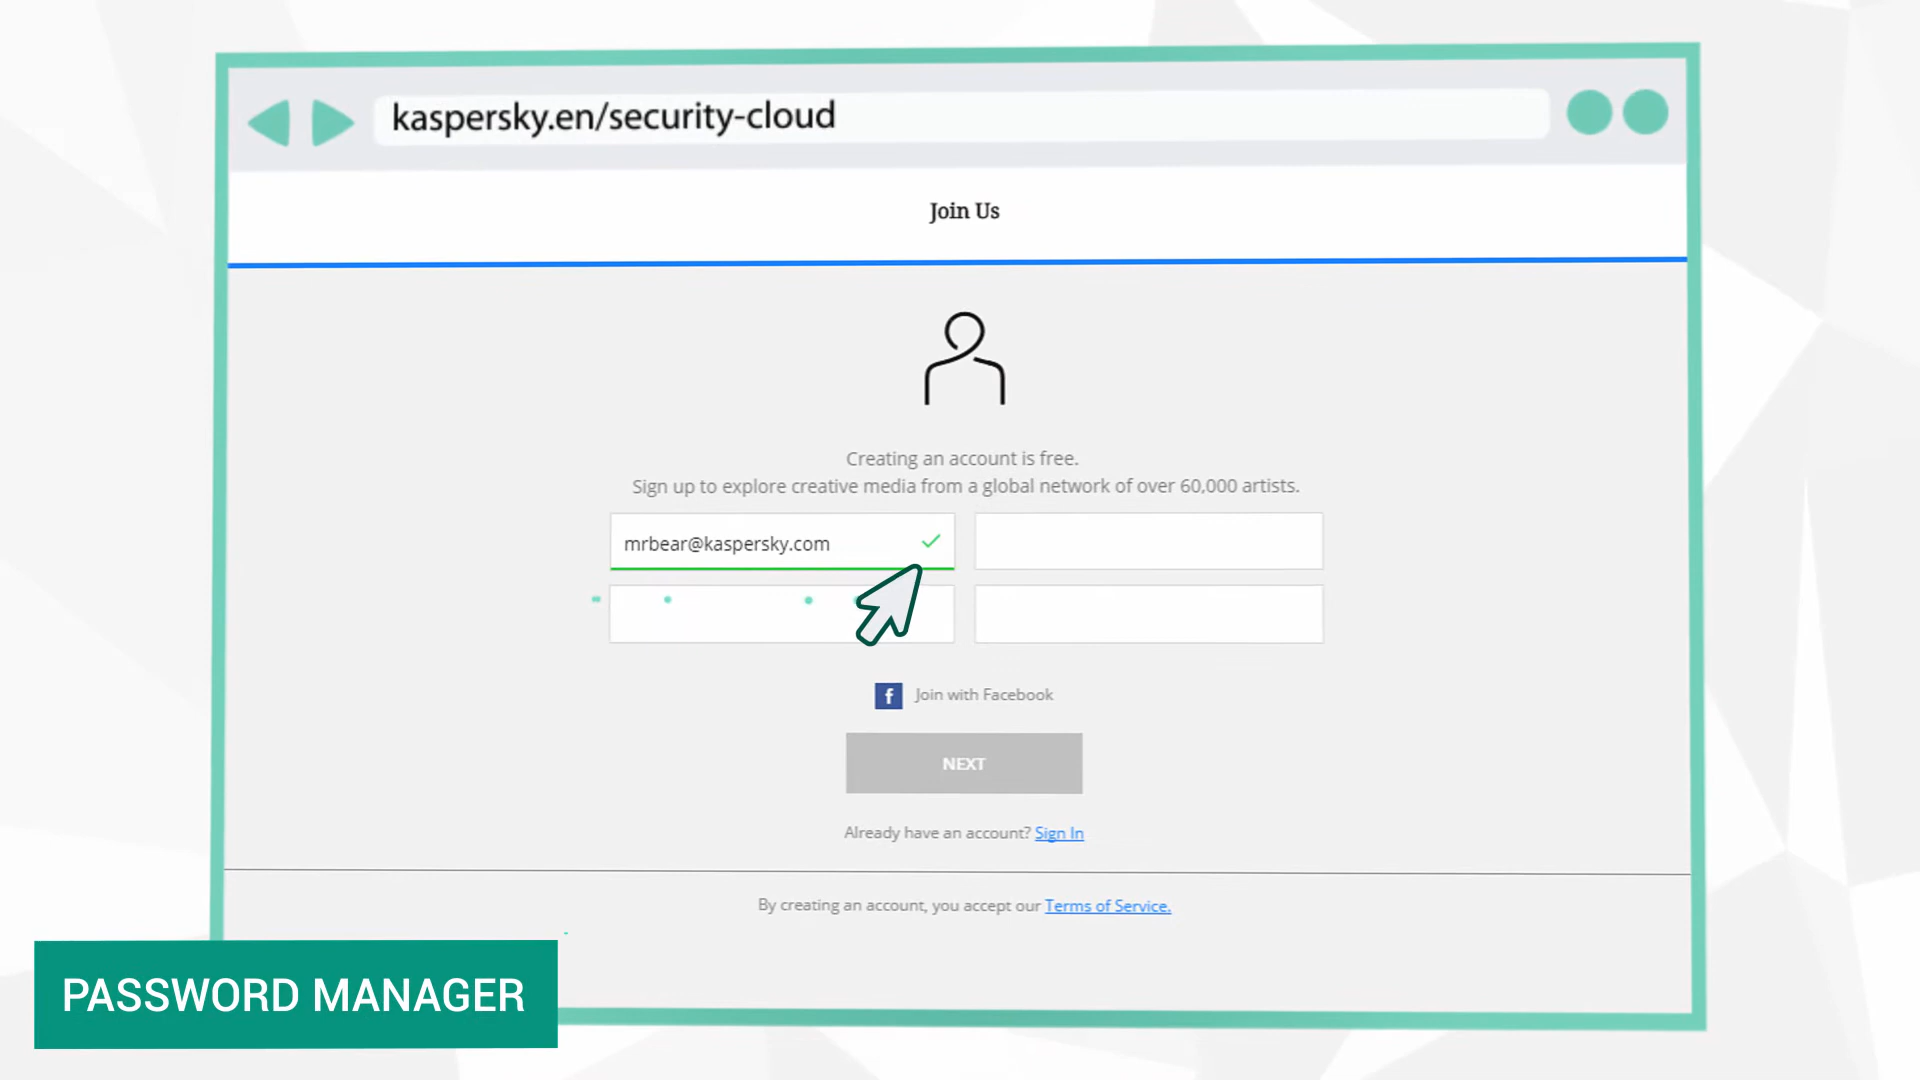 kaspersky.en/security-cloud
Join Us
Creating an account is free.
Sign up to explore creative media from a global network of over 60,000 artists.
mrbear@kaspersky.com
f Join with Facebook
NEXT
Already have an account? Sign In
By creating an account, you accept our Terms of Service.
PASSWORD MANAGER